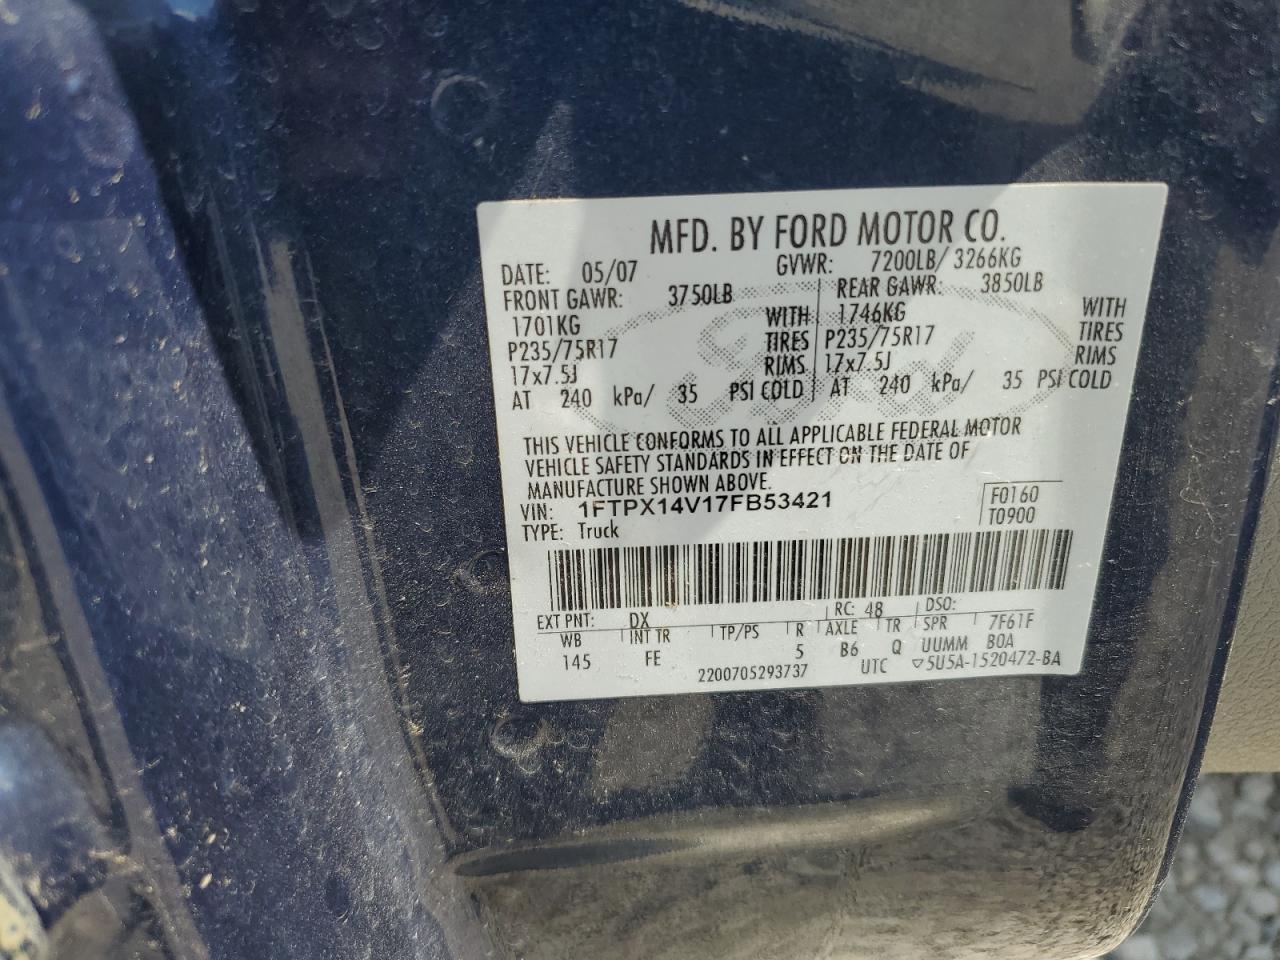 MFD. BY FORD MOTOR CO.
DATE: 05/07 GVWR: 7200LB/ 3266KG
FRONT GAWR: 3750LB REAR GAWR: 3850LB
1701KG WITH 1746KG WITH
P235/75R17 TIRES P235/75R17 TIRES
17x7.5J RIMS 17x7.5J RIMS
AT 240 kPa/ 35 PSI COLD AT 240 kPa/ 35 PSI COLD
Ford
THIS VEHICLE CONFORMS TO ALL APPLICABLE FEDERAL MOTOR
VEHICLE SAFETY STANDARDS IN EFFECT ON THE DATE OF
MANUFACTURE SHOWN ABOVE.
VIN: 1FTPX14V17FB53421 F0160
TYPE: Truck T0900
EXT PNT: DX RC: 48 DSO:
WB INT TR TP/PS R AXLE TR SPR 7F61F
145 FE 5 B6 Q UUMM BOA
2200705293737 UTC ▽5U5A-1520472-BA